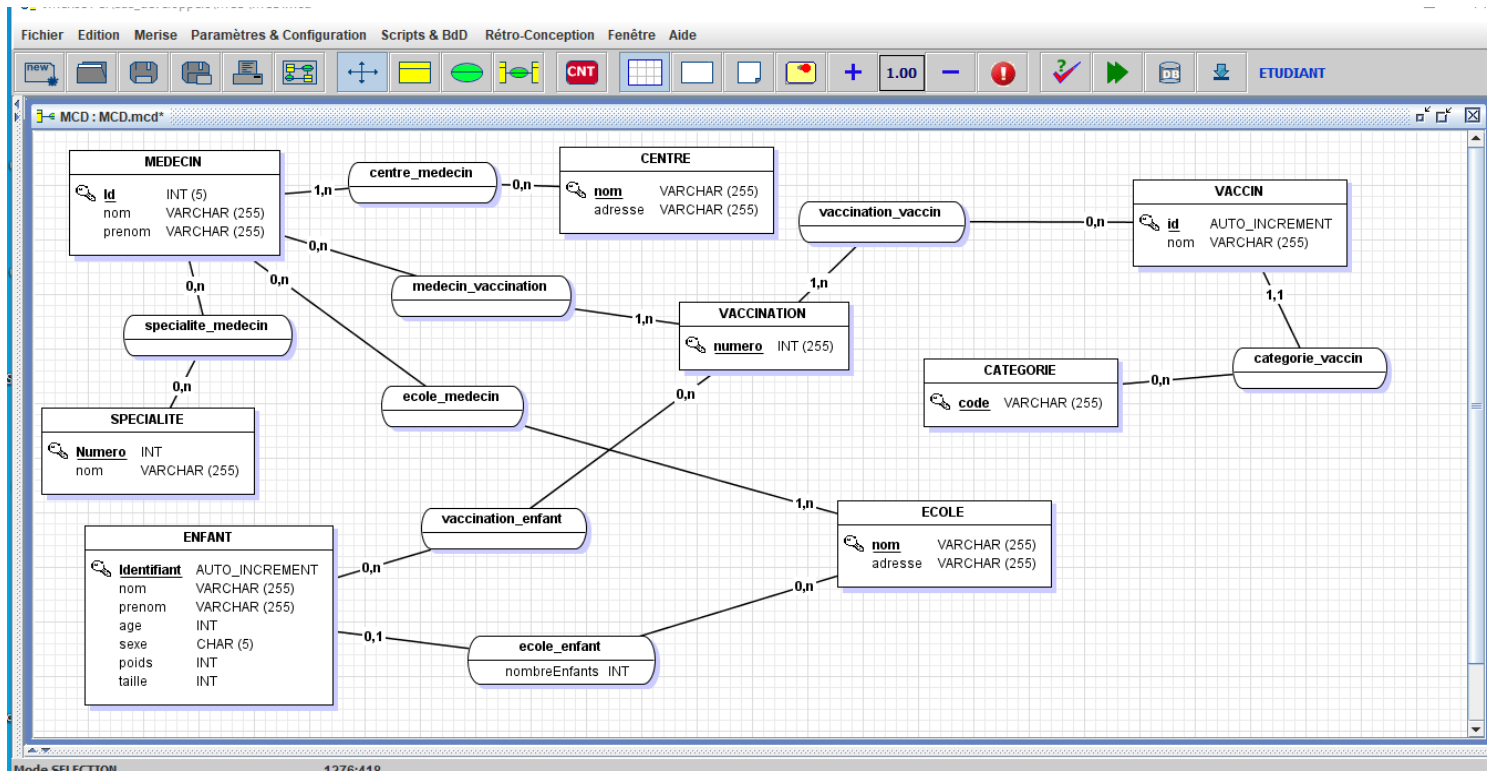 Fichier Edition Merise Paramètres & Configuration Scripts & BdD Rétro-Conception Fenêtre Aide
new CNT 1.00 DB ETUDIANT
MCD : MCD.mcd*
MEDECIN
Id INT (5)
nom VARCHAR (255)
prenom VARCHAR (255)
1,n
centre_medecin
0,n
CENTRE
nom VARCHAR (255)
adresse VARCHAR (255)
vaccination_vaccin
0,n
VACCIN
id AUTO_INCREMENT
nom VARCHAR (255)
0,n
medecin_vaccination
1,n
1,n
VACCINATION
numero INT (255)
0,n
0,n
specialite_medecin
0,n
1,1
categorie_vaccin
0,n
CATEGORIE
code VARCHAR (255)
ecole_medecin
0,n
SPECIALITE
Numero INT
nom VARCHAR (255)
1,n
ECOLE
nom VARCHAR (255)
adresse VARCHAR (255)
vaccination_enfant
0,n
ENFANT
Identifiant AUTO_INCREMENT
nom VARCHAR (255)
prenom VARCHAR (255)
age INT
sexe CHAR (5)
poids INT
taille INT
0,n
0,1
ecole_enfant
nombreEnfants INT
Mode SELECTION 1276:418